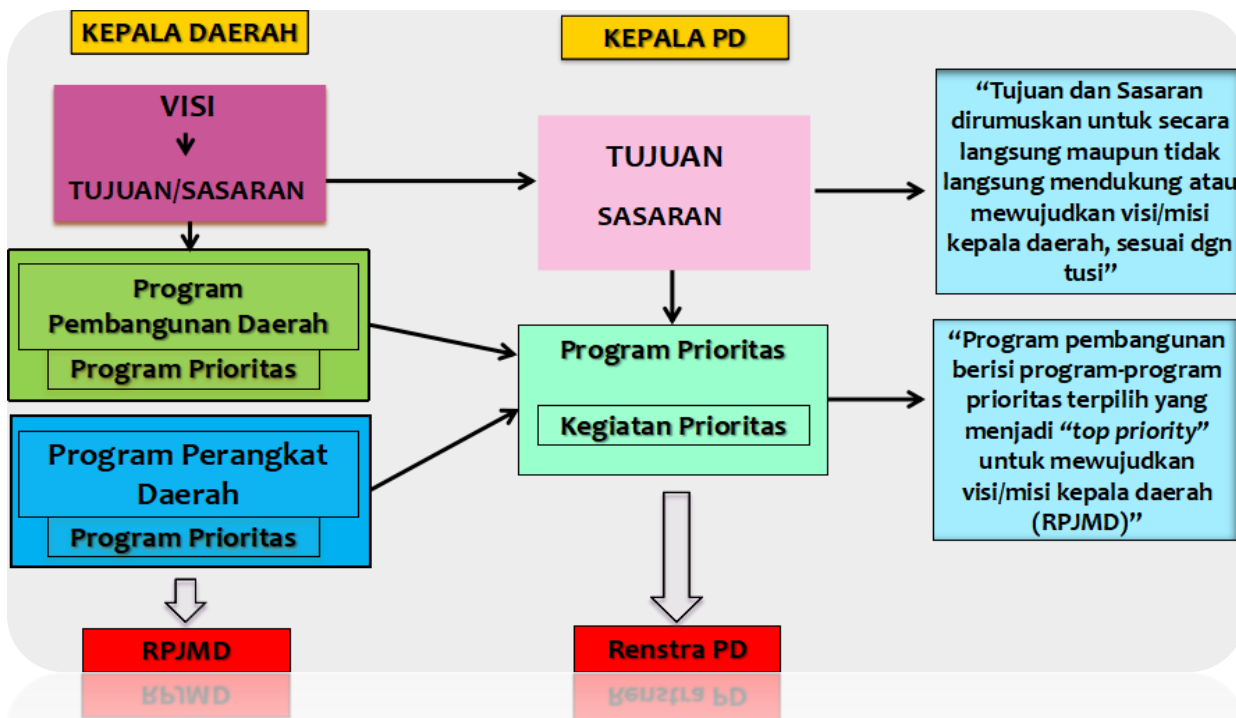 KEPALA DAERAH
VISI
TUJUAN/SASARAN
Program
Pembangunan Daerah
Program Prioritas
Program Perangkat
Daerah
Program Prioritas
RPJMD
KEPALA PD
TUJUAN
SASARAN
Program Prioritas
Kegiatan Prioritas
Renstra PD
“Tujuan dan Sasaran
dirumuskan untuk secara
langsung maupun tidak
langsung mendukung atau
mewujudkan visi/misi
kepala daerah, sesuai dgn
tusi”
“Program pembangunan
berisi program-program
prioritas terpilih yang
menjadi “top priority”
untuk mewujudkan
visi/misi kepala daerah
(RPJMD)”